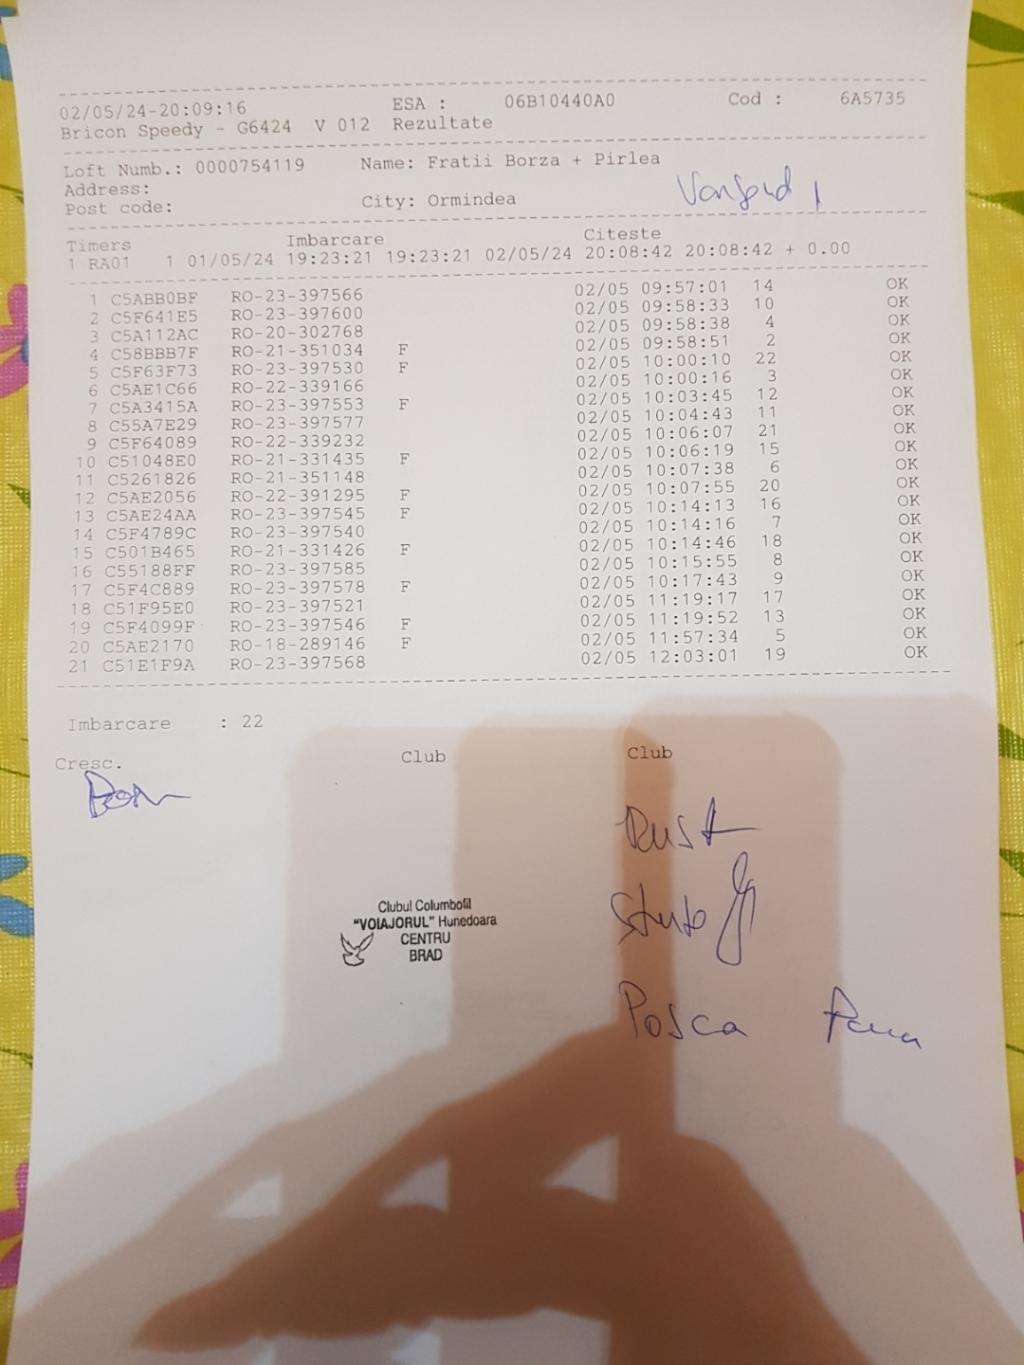 02/05/24-20:09:16 ESA : 06B10440A0 Cod : 6A5735
Bricon Speedy - G6424 V 012 Rezultate
Loft Numb.: 0000754119 Name: Fratii Borza + Pirlea
Address:
Post code: City: Ormindea
Timers Imbarcare Citeste
1 RA01 1 01/05/24 19:23:21 19:23:21 02/05/24 20:08:42 20:08:42 + 0.00
1 C5ABB0BF RO-23-397566 02/05 09:57:01 14 OK
2 C5F641E5 RO-23-397600 02/05 09:58:33 10 OK
3 C5A112AC RO-20-302768 02/05 09:58:38 4 OK
4 C58BBB7F RO-21-351034 F 02/05 09:58:51 2 OK
5 C5F63F73 RO-23-397530 F 02/05 10:00:10 22 OK
6 C5AE1C66 RO-22-339166 02/05 10:00:16 3 OK
7 C5A3415A RO-23-397553 F 02/05 10:03:45 12 OK
8 C55A7E29 RO-23-397577 02/05 10:04:43 11 OK
9 C5F64089 RO-22-339232 02/05 10:06:07 21 OK
10 C51048E0 RO-21-331435 F 02/05 10:06:19 15 OK
11 C5261826 RO-21-351148 02/05 10:07:38 6 OK
12 C5AE2056 RO-22-391295 F 02/05 10:07:55 20 OK
13 C5AE24AA RO-23-397545 F 02/05 10:14:13 16 OK
14 C5F4789C RO-23-397540 02/05 10:14:16 7 OK
15 C501B465 RO-21-331426 F 02/05 10:14:46 18 OK
16 C55188FF RO-23-397585 02/05 10:15:55 8 OK
17 C5F4C889 RO-23-397578 F 02/05 10:17:43 9 OK
18 C51F95E0 RO-23-397521 02/05 11:19:17 17 OK
19 C5F4099F RO-23-397546 F 02/05 11:19:52 13 OK
20 C5AE2170 RO-18-289146 F 02/05 11:57:34 5 OK
21 C51E1F9A RO-23-397568 02/05 12:03:01 19 OK
Imbarcare : 22
Cresc. Club Club
Rust
Clubul Columbofil
"VOIAJORUL" Hunedoara
CENTRU
BRAD
Posca